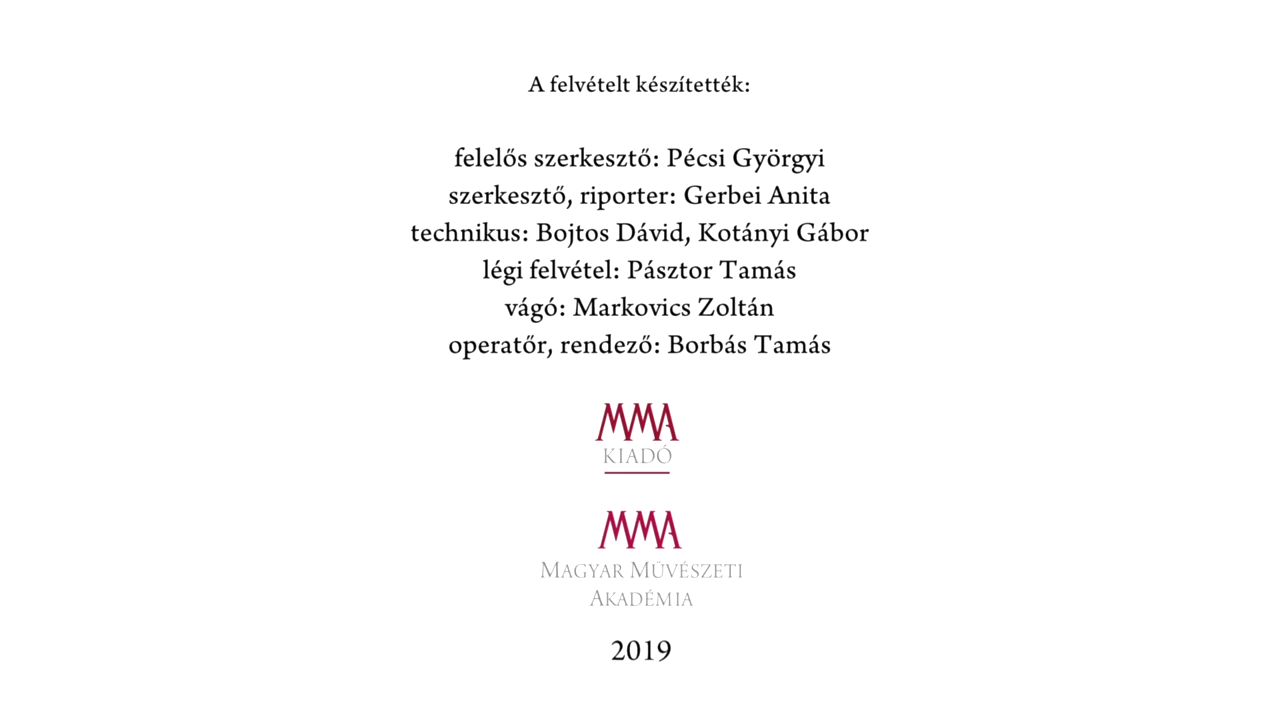 A felvételt készítették:
felelős szerkesztő: Pécsi Györgyi
szerkesztő, riporter: Gerbei Anita
technikus: Bojtos Dávid, Kotányi Gábor
légi felvétel: Pásztor Tamás
vágó: Markovics Zoltán
operatőr, rendező: Borbás Tamás
MMA
KIADÓ
MMA
MAGYAR MŰVÉSZETI
AKADÉMIA
2019